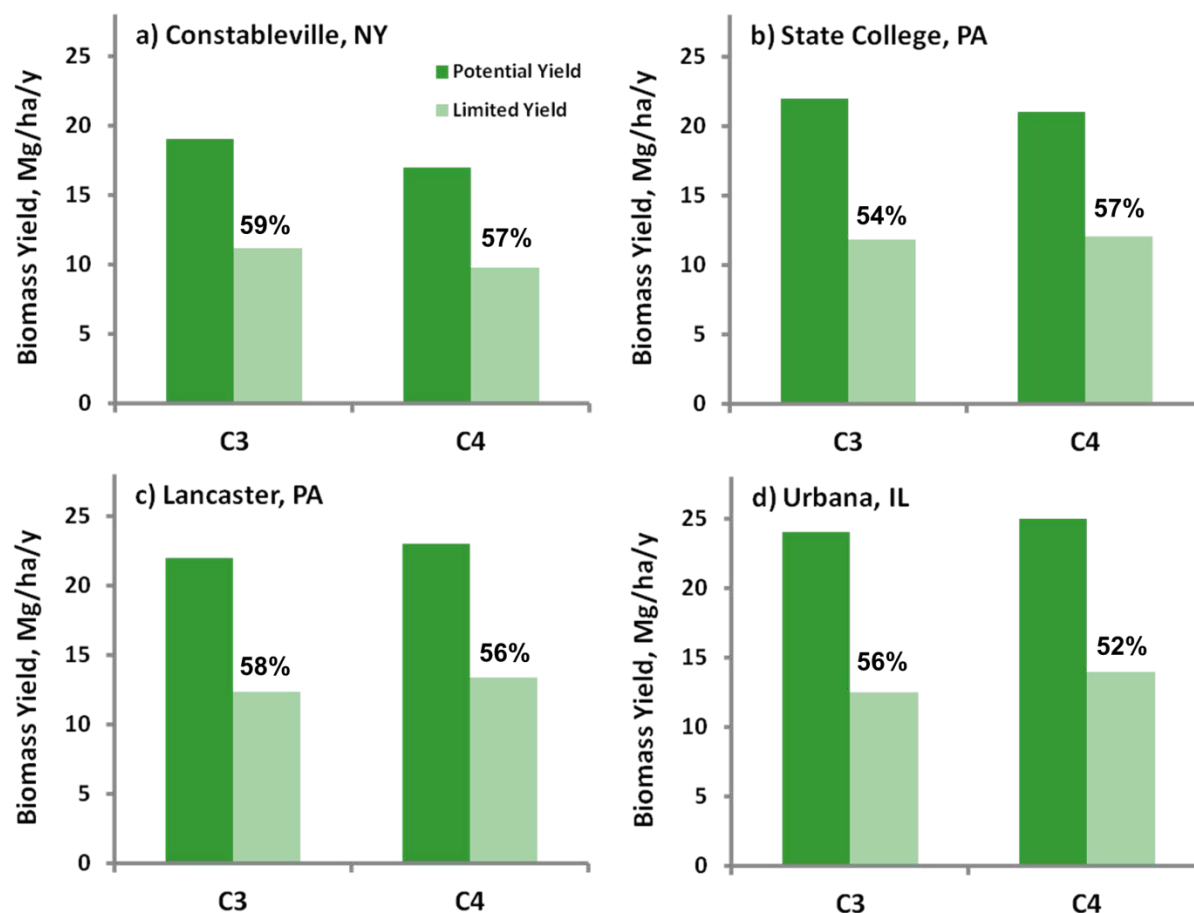 a) Constableville, NY
Potential Yield
Limited Yield
Biomass Yield, Mg/ha/y
25
20
15
10
5
0
59%
57%
C3
C4
b) State College, PA
Biomass Yield, Mg/ha/y
25
20
15
10
5
0
54%
57%
C3
C4
c) Lancaster, PA
Biomass Yield, Mg/ha/y
25
20
15
10
5
0
58%
56%
C3
C4
d) Urbana, IL
Biomass Yield, Mg/ha/y
25
20
15
10
5
0
56%
52%
C3
C4